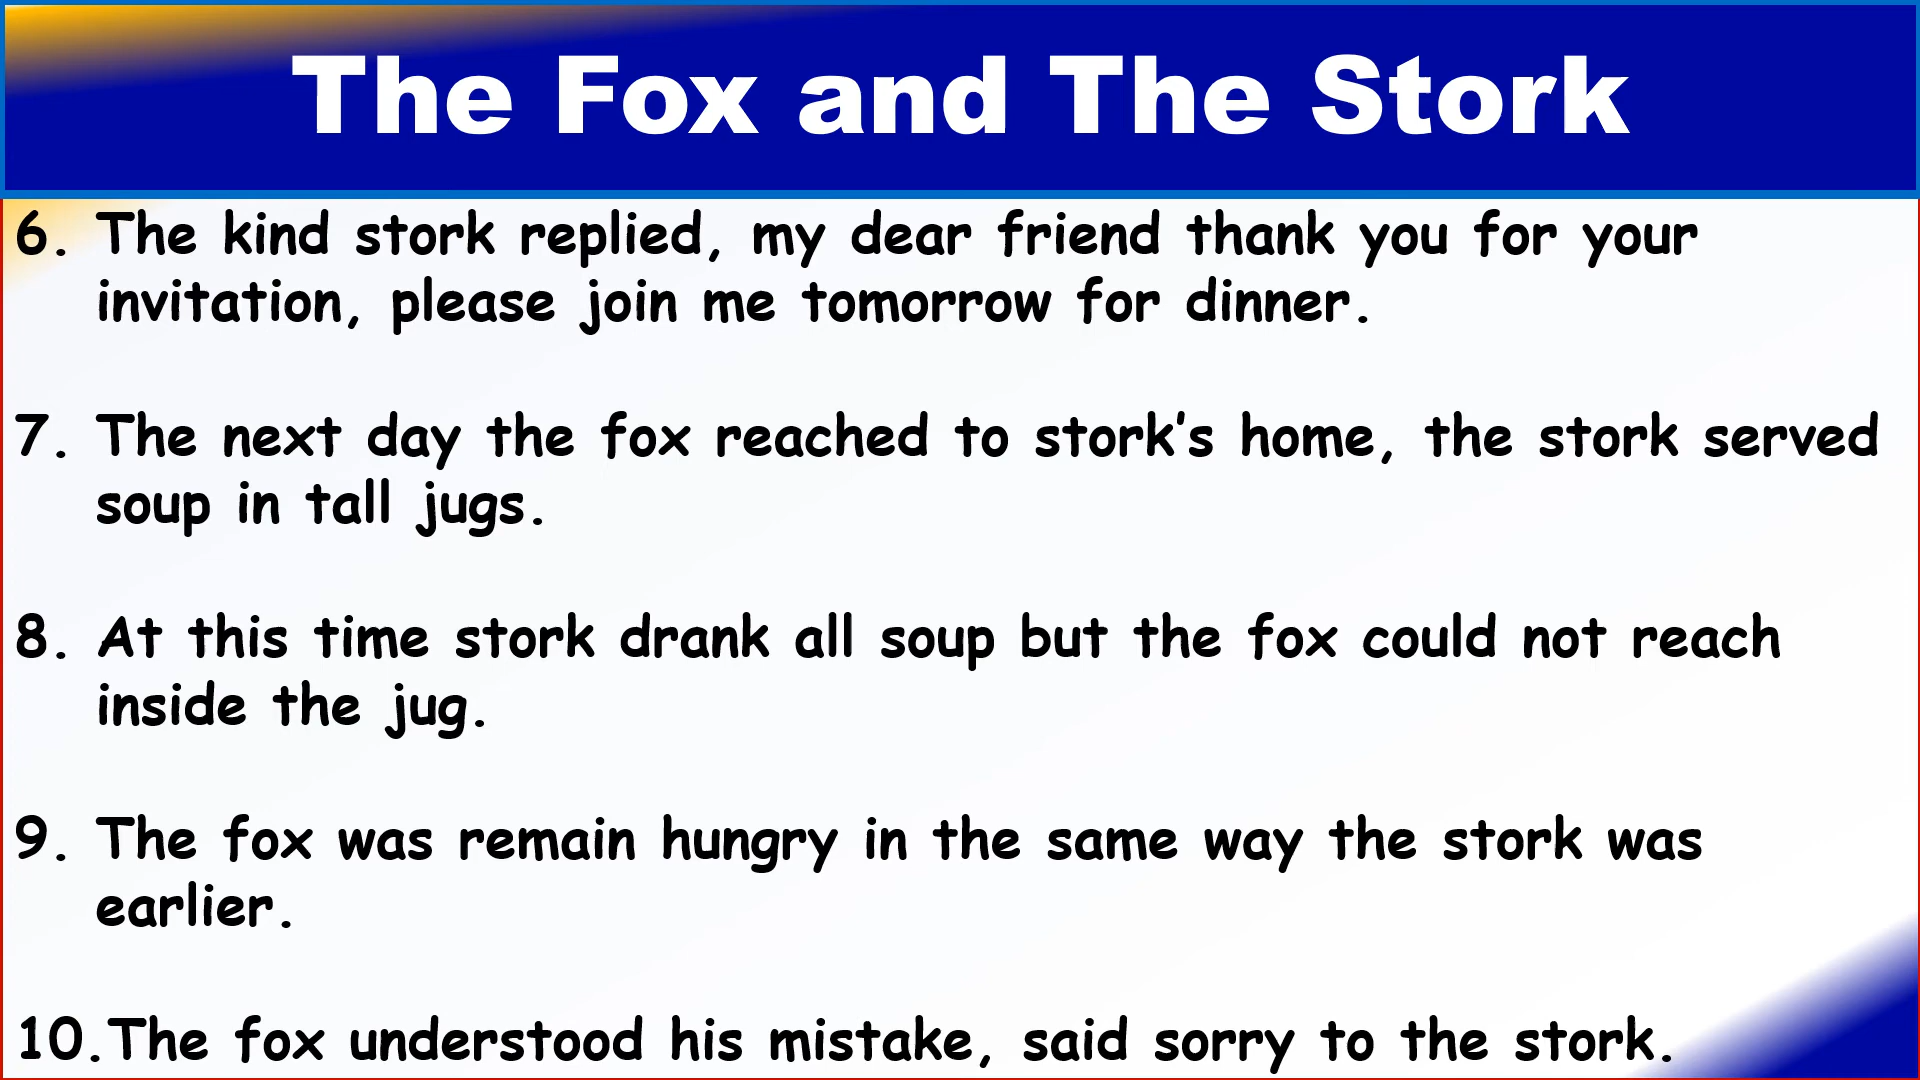 The Fox and The Stork
6. The kind stork replied, my dear friend thank you for your
invitation, please join me tomorrow for dinner.
7. The next day the fox reached to stork's home, the stork served
soup in tall jugs.
8. At this time stork drank all soup but the fox could not reach
inside the jug.
9. The fox was remain hungry in the same way the stork was
earlier.
10.The fox understood his mistake, said sorry to the stork.